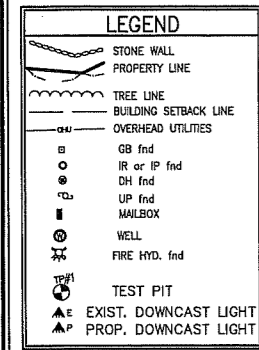 LEGEND
STONE WALL
PROPERTY LINE
TREE LINE
BUILDING SETBACK LINE
OHU OVERHEAD UTILITIES
GB fnd
IR or IP fnd
DH fnd
UP fnd
MAILBOX
W WELL
FIRE HYD. fnd
TP#1
TEST PIT
E EXIST. DOWNCAST LIGHT
P PROP. DOWNCAST LIGHT